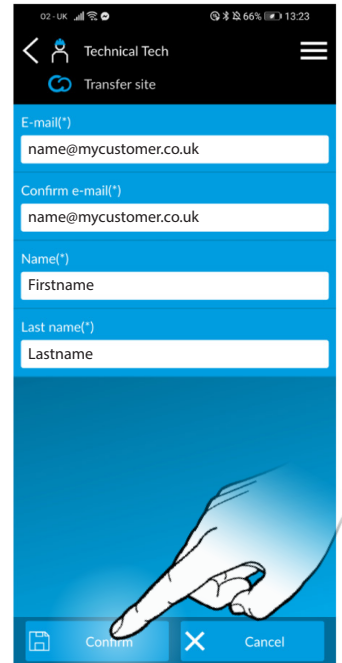 O2 - UK 66% 13:23
Technical Tech
Transfer site
E-mail(*)
name@mycustomer.co.uk
Confirm e-mail(*)
name@mycustomer.co.uk
Name(*)
Firstname
Last name(*)
Lastname
Confirm Cancel